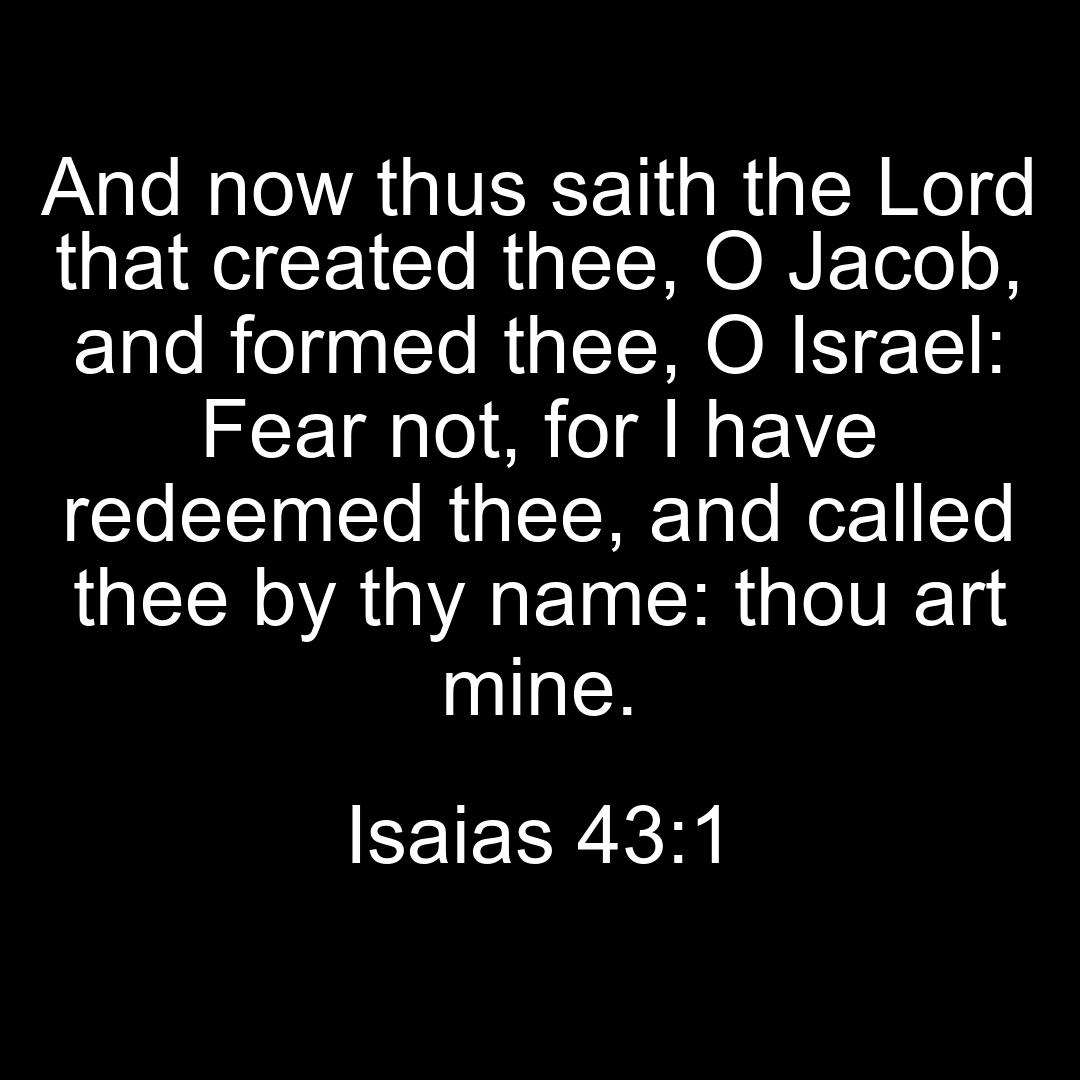 And now thus saith the Lord
that created thee, O Jacob,
and formed thee, O Israel:
Fear not, for I have
redeemed thee, and called
thee by thy name: thou art
mine.
Isaias 43:1